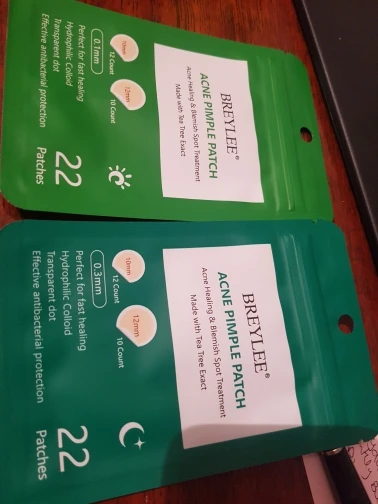 BREYLEE®
ACNE PIMPLE PATCH
Acne Healing & Blemish Spot Treatment
Made with Tea Tree Exact
10mm
12 Count
12mm
10 Count
0.1mm
Perfect for fast healing
Hydrophilic Colloid
Transparent dot
Effective antibacterial protection
22
Patches
BREYLEE®
ACNE PIMPLE PATCH
Acne Healing & Blemish Spot Treatment
Made with Tea Tree Exact
10mm
12 Count
12mm
10 Count
0.3mm
Perfect for fast healing
Hydrophilic Colloid
Transparent dot
Effective antibacterial protection
22
Patches